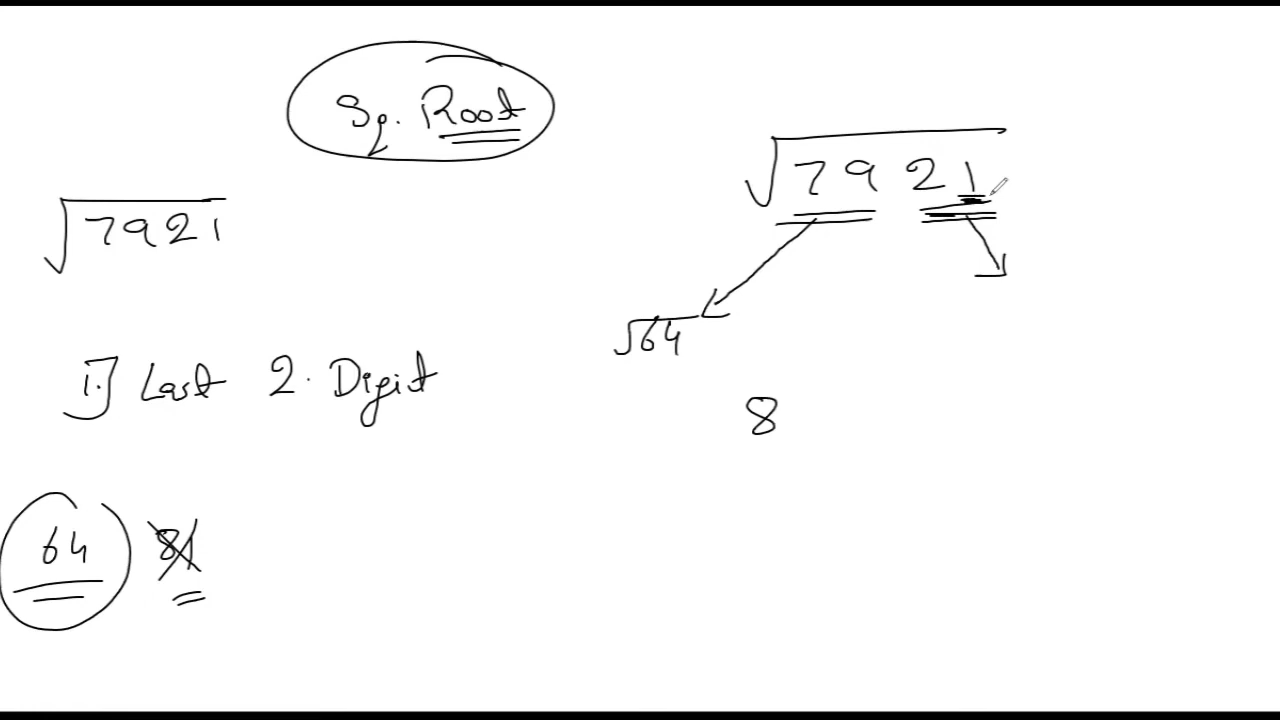 Sq. Root
√7921
√7921
√64
1.] Last 2. Digit
8
64 81